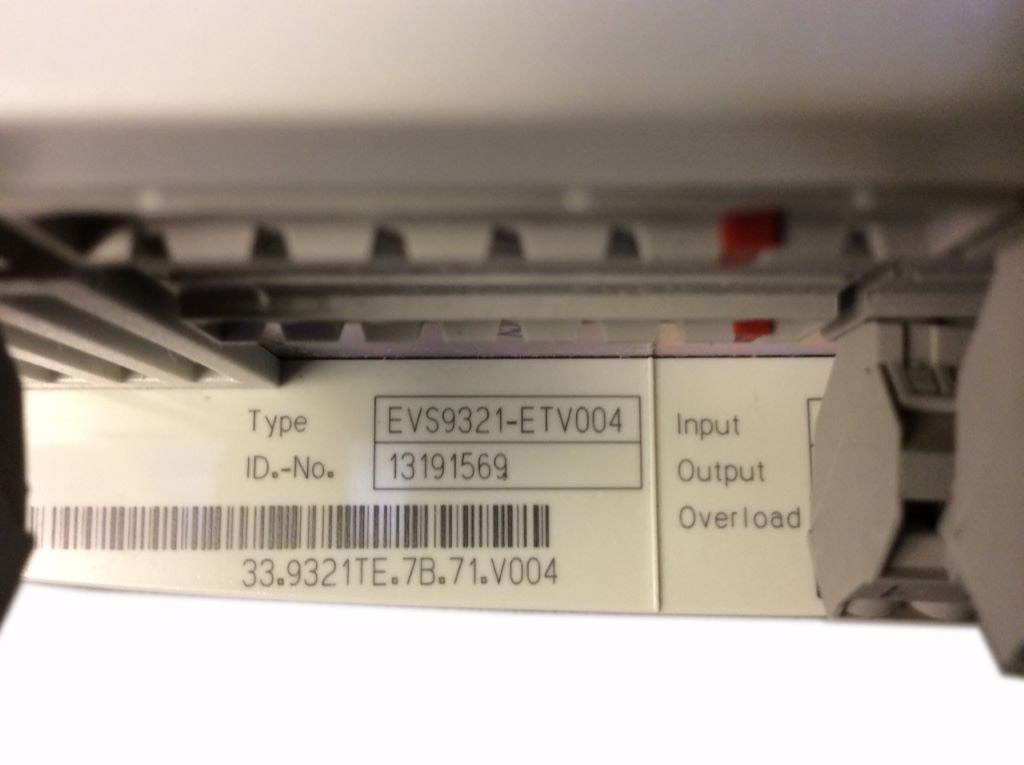 Type EVS9321-ETV004
ID.-No. 13191569
33.9321TE.7B.71.V004
Input
Output
Overload